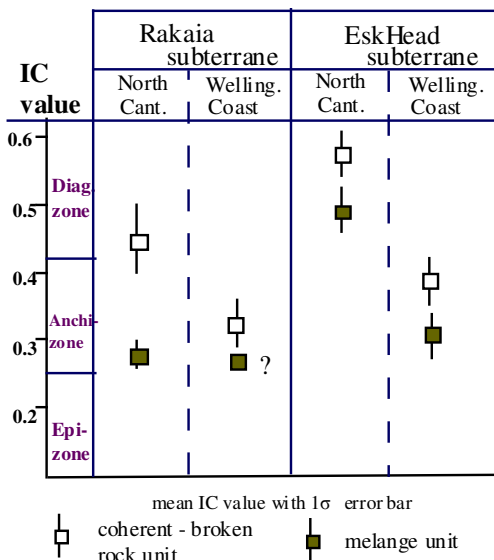 Rakaia
subterrane
EskHead
subterrane
IC
value
North
Cant.
Welling.
Coast
North
Cant.
Welling.
Coast
0.6
Diag.
zone
0.5
0.4
Anchi-
zone
0.3
?
0.2
Epi-
zone
mean IC value with 1σ error bar
coherent - broken
rock unit
melange unit